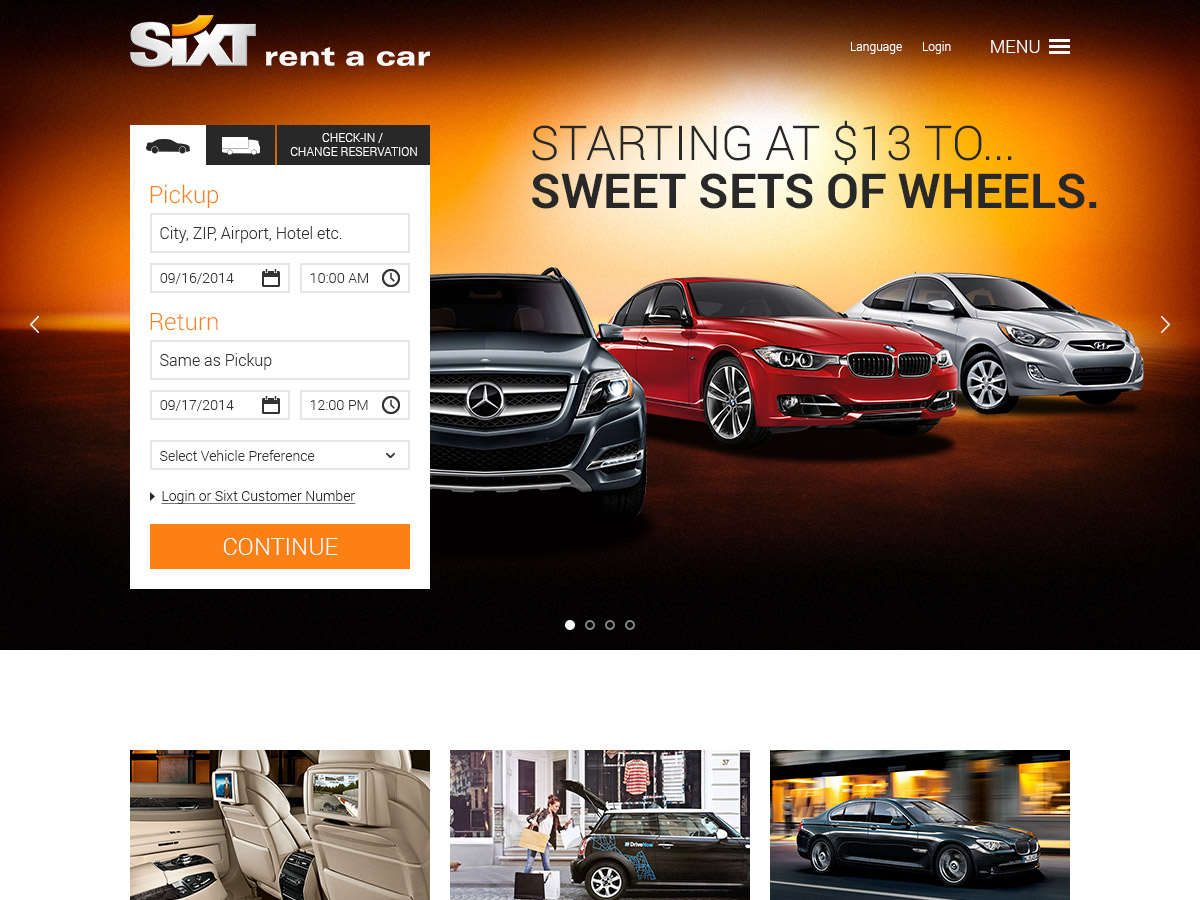 SiXT rent a car
Language
Login
MENU
CHECK-IN /
CHANGE RESERVATION
STARTING AT $13 TO...
SWEET SETS OF WHEELS.
Pickup
City, ZIP, Airport, Hotel etc.
09/16/2014
10:00 AM
Return
Same as Pickup
09/17/2014
12:00 PM
Select Vehicle Preference
Login or Sixt Customer Number
CONTINUE
37
DriveNow